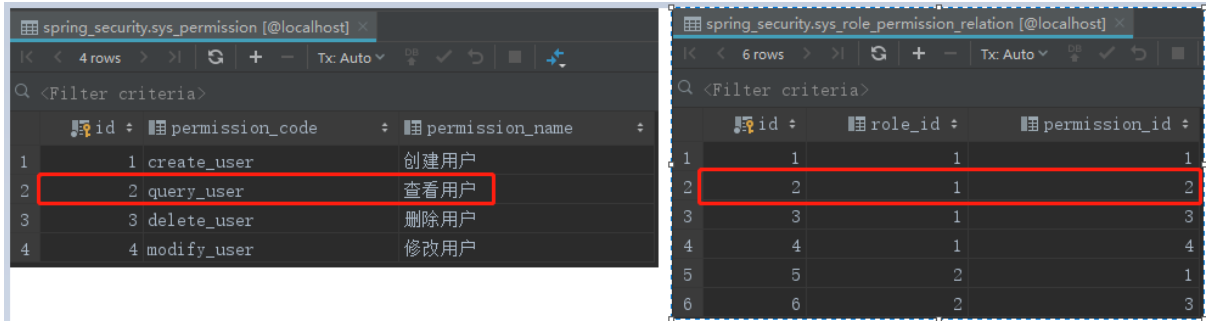 spring_security.sys_permission [@localhost]
4 rows
Tx: Auto
DB
<Filter criteria>
id permission_code permission_name
1 1 create_user 创建用户
2 2 query_user 查看用户
3 3 delete_user 删除用户
4 4 modify_user 修改用户
spring_security.sys_role_permission_relation [@localhost]
6 rows
Tx: Auto
DB
<Filter criteria>
id role_id permission_id
1 1 1 1
2 2 1 2
3 3 1 3
4 4 1 4
5 5 2 1
6 6 2 3